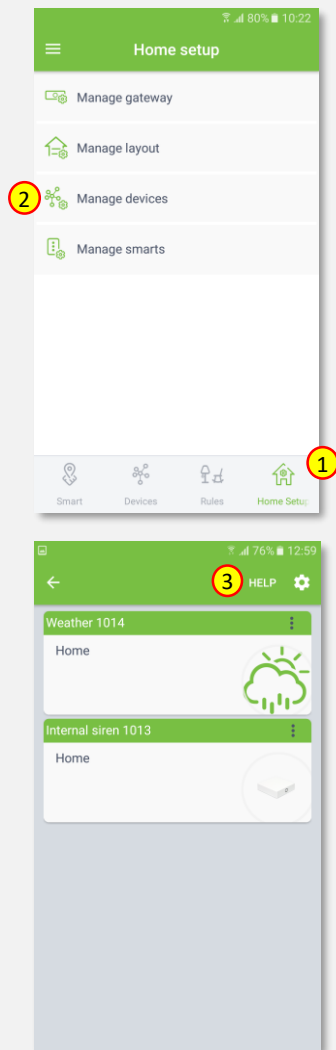 80% 10:22
Home setup
Manage gateway
Manage layout
2
Manage devices
Manage smarts
1
Smart Devices Rules Home Setup
76% 12:59
3 HELP
Weather 1014
Home
Internal siren 1013
Home